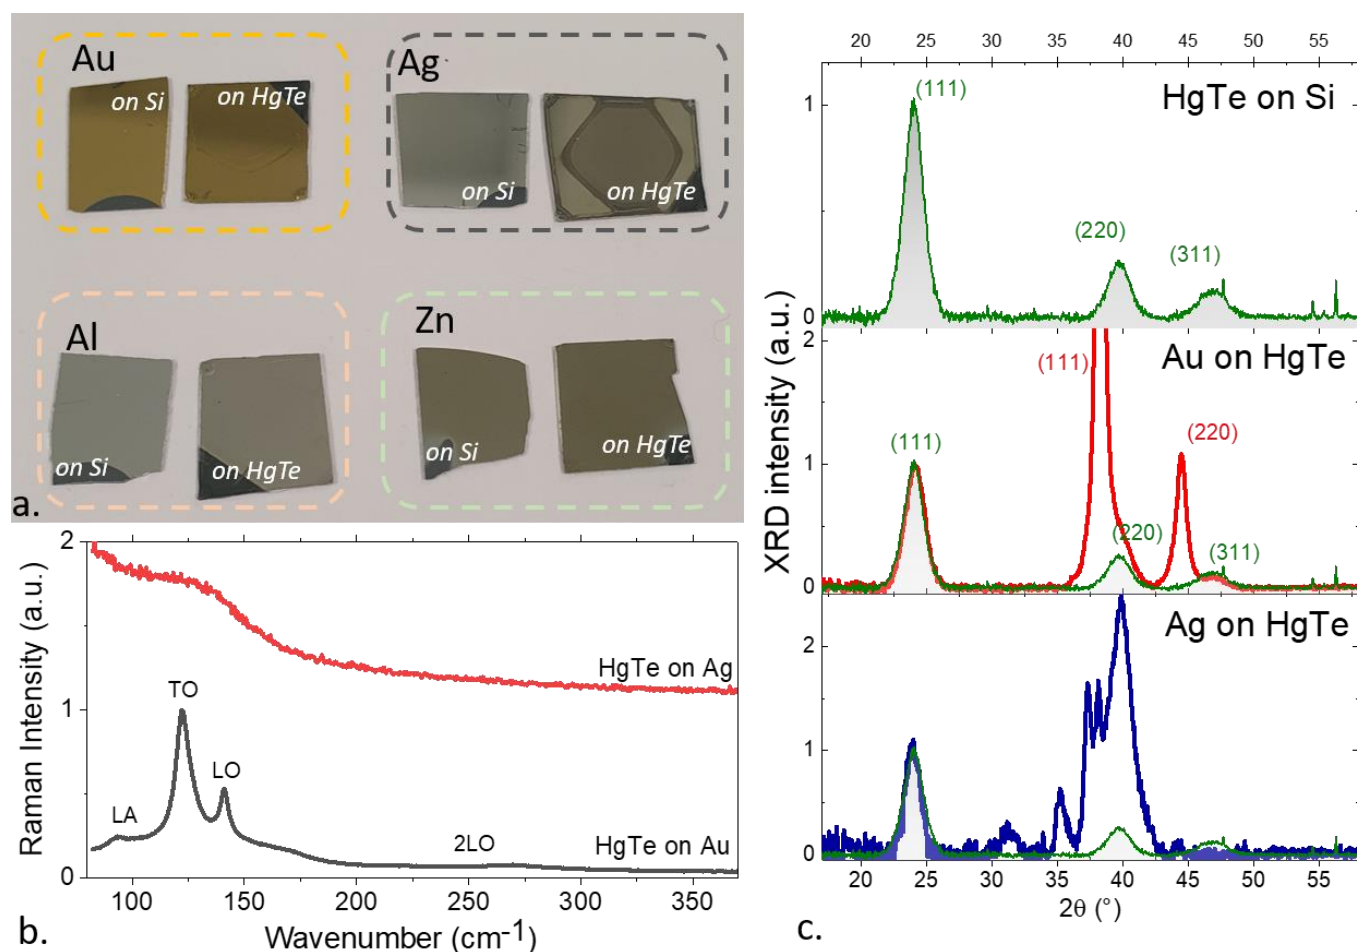 Au
on Si
on HgTe
Ag
on Si
on HgTe
Al
on Si
on HgTe
Zn
on Si
on HgTe
a.
2
1
0
Raman Intensity (a.u.)
HgTe on Ag
TO
LO
LA
2LO
HgTe on Au
100 150 200 250 300 350
Wavenumber (cm-1)
b.
20 25 30 35 40 45 50 55
HgTe on Si
1
0
(111)
(220)
(311)
XRD intensity (a.u.)
Au on HgTe
2
1
0
(111)
(111)
(220)
(220)
(311)
Ag on HgTe
2
1
0
20 25 30 35 40 45 50 55
2θ (°)
c.